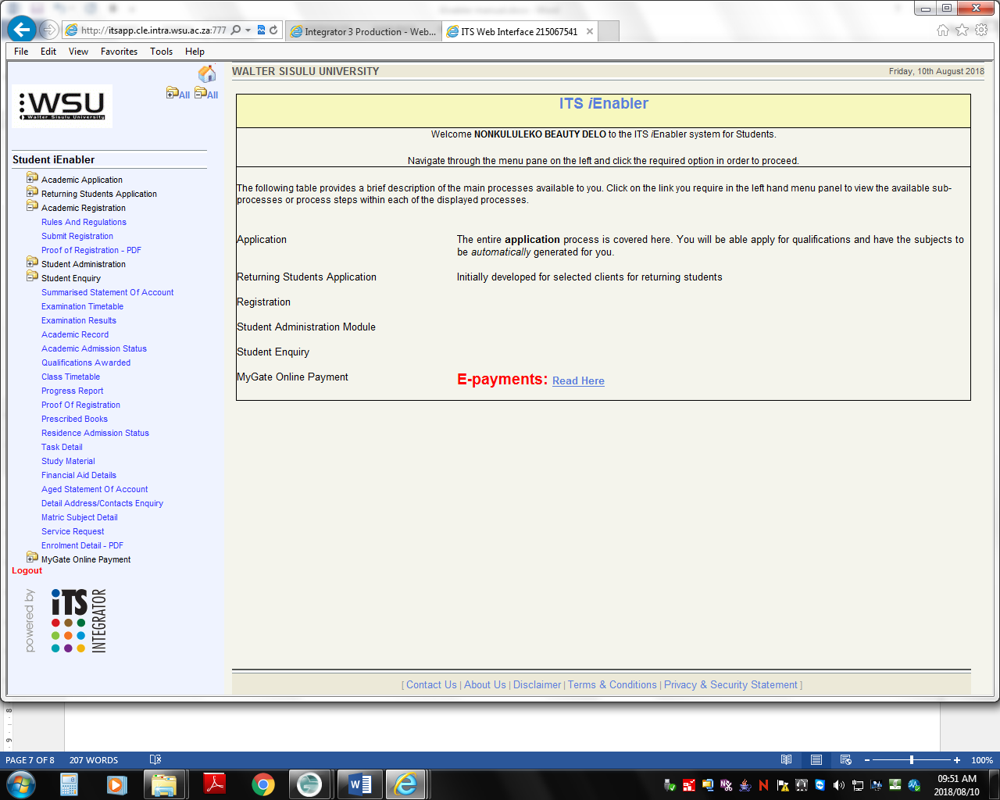 http://itsapp.cle.intra.wsu.ac.za:777
Integrator 3 Production - Web...
ITS Web Interface 215067541
File Edit View Favorites Tools Help
WALTER SISULU UNIVERSITY
Friday, 10th August 2018
All All
WSU
Walter Sisulu University
Student iEnabler
Academic Application
Returning Students Application
Academic Registration
Rules And Regulations
Submit Registration
Proof of Registration - PDF
Student Administration
Student Enquiry
Summarised Statement Of Account
Examination Timetable
Examination Results
Academic Record
Academic Admission Status
Qualifications Awarded
Class Timetable
Progress Report
Proof Of Registration
Prescribed Books
Residence Admission Status
Task Detail
Study Material
Financial Aid Details
Aged Statement Of Account
Detail Address/Contacts Enquiry
Matric Subject Detail
Service Request
Enrolment Detail - PDF
MyGate Online Payment
Logout
powered by
iTS
INTEGRATOR
ITS iEnabler
Welcome NONKULULEKO BEAUTY DELO to the ITS iEnabler system for Students.
Navigate through the menu pane on the left and click the required option in order to proceed.
The following table provides a brief description of the main processes available to you. Click on the link you require in the left hand menu panel to view the available sub-
processes or process steps within each of the displayed processes.
Application
The entire application process is covered here. You will be able apply for qualifications and have the subjects to
be automatically generated for you.
Returning Students Application
Initially developed for selected clients for returning students
Registration
Student Administration Module
Student Enquiry
MyGate Online Payment
E-payments: Read Here
[ Contact Us | About Us | Disclaimer | Terms & Conditions | Privacy & Security Statement ]
8
9
PAGE 7 OF 8 207 WORDS
100%
09:51 AM
2018/08/10